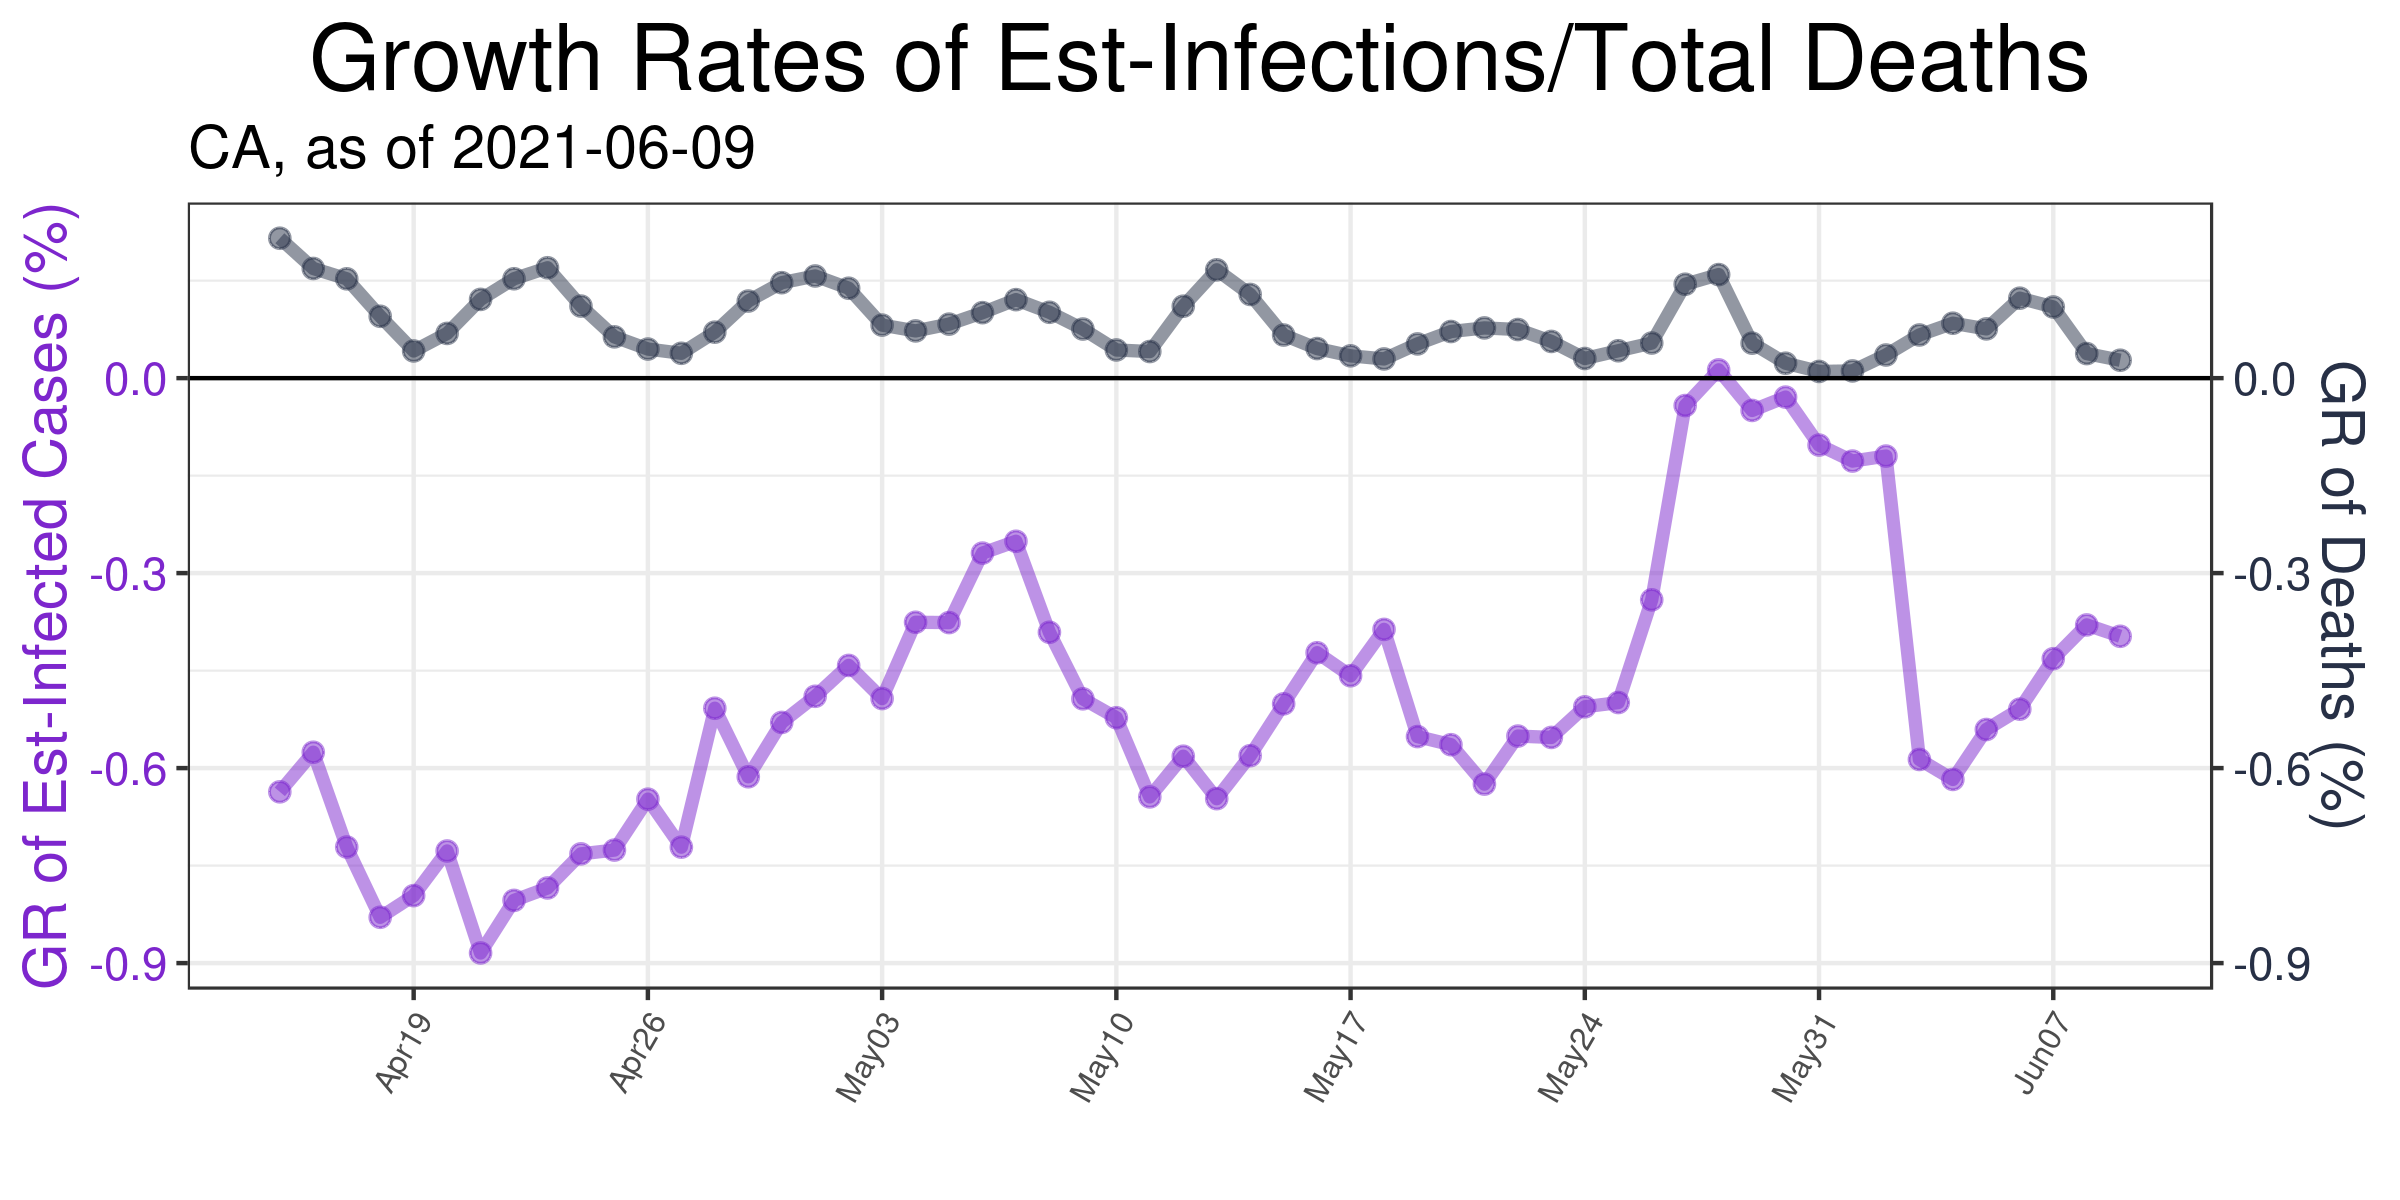 Growth Rates of Est-Infections/Total Deaths
CA, as of 2021-06-09
GR of Est-Infected Cases (%)
0.0
-0.3
-0.6
-0.9
0.0
-0.3
-0.6
-0.9
GR of Deaths (%)
Apr19
Apr26
May03
May10
May17
May24
May31
Jun07